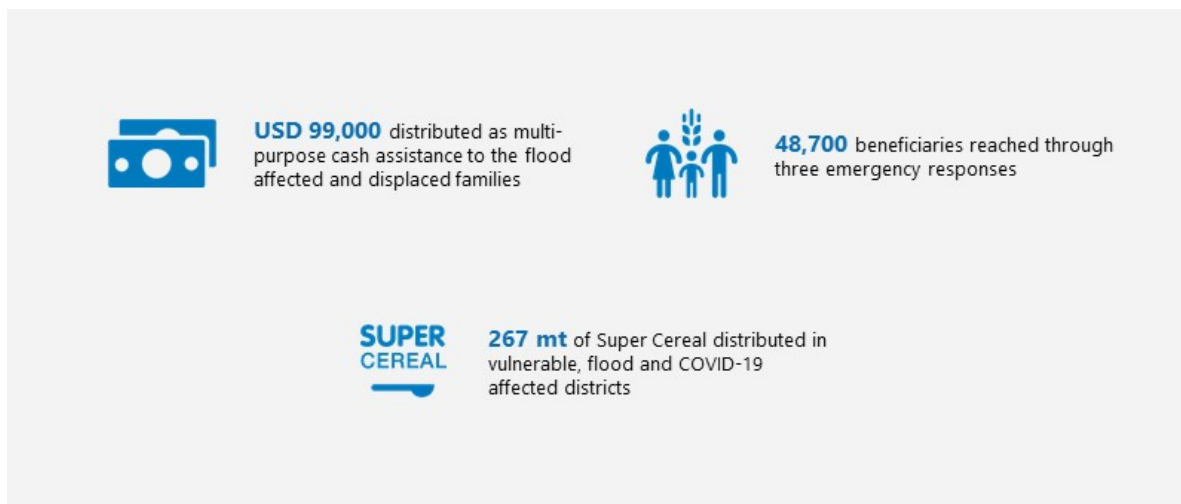 USD 99,000 distributed as multi-
purpose cash assistance to the flood
affected and displaced families
48,700 beneficiaries reached through
three emergency responses
SUPER
CEREAL
267 mt of Super Cereal distributed in
vulnerable, flood and COVID-19
affected districts